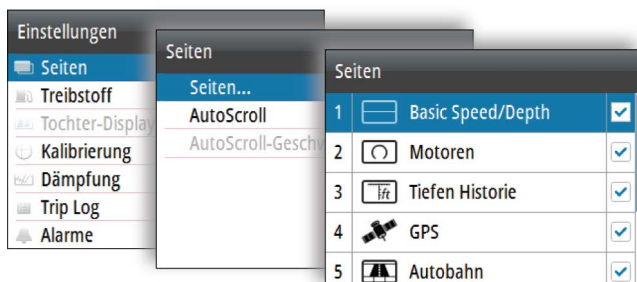 Einstellungen
Seiten
Treibstoff
Tochter-Display
Kalibrierung
Dämpfung
Trip Log
Alarme
Seiten
Seiten...
AutoScroll
AutoScroll-Geschw
Seiten
1 Basic Speed/Depth
2 Motoren
3 ft Tiefen Historie
4 GPS
5 Autobahn